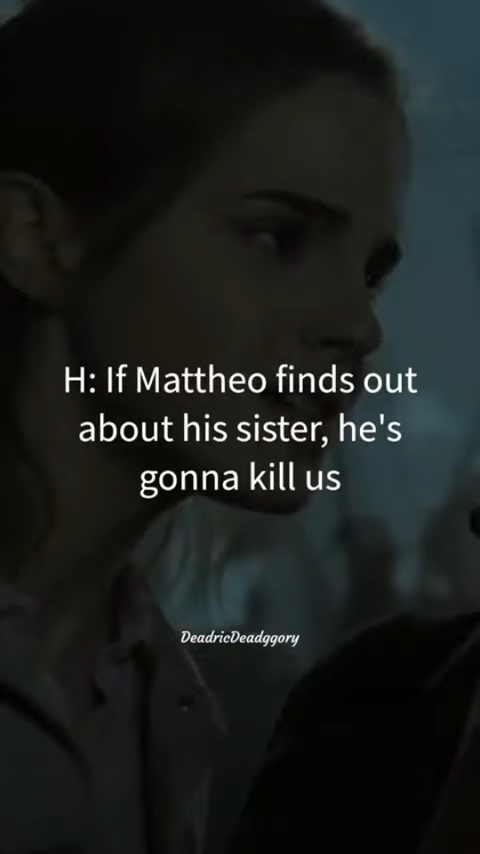 H: If Mattheo finds out
about his sister, he's
gonna kill us
DeadricDeadggory